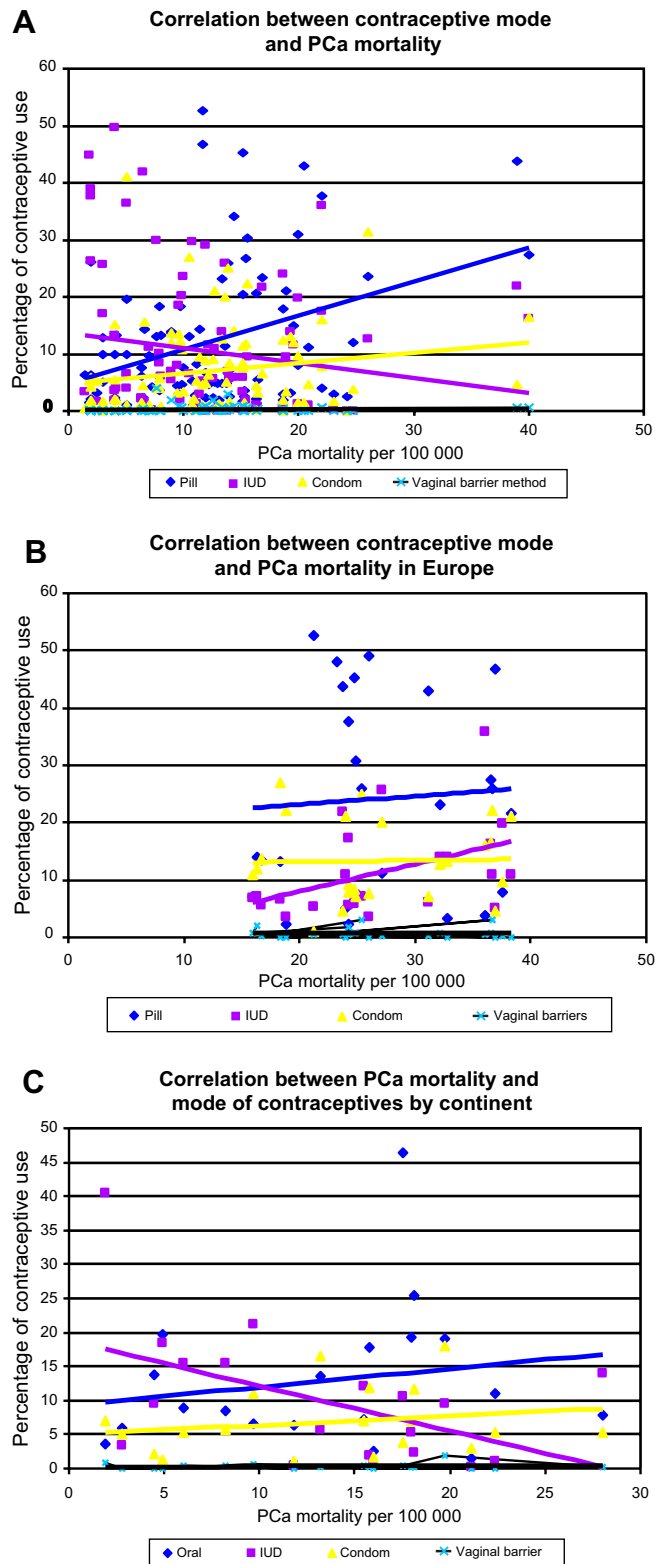 A
Correlation between contraceptive mode
and PCa mortality
Percentage of contraceptive use
60
50
40
30
20
10
0
0
0 10 20 30 40 50
PCa mortality per 100 000
Pill IUD Condom Vaginal barrier method
B
Correlation between contraceptive mode
and PCa mortality in Europe
Percentage of contraceptive use
60
50
40
30
20
10
0
0 10 20 30 40 50
PCa mortality per 100 000
Pill IUD Condom Vaginal barriers
C
Correlation between PCa mortality and
mode of contraceptives by continent
Percentage of contraceptive use
50
45
40
35
30
25
20
15
10
5
0
0 5 10 15 20 25 30
PCa mortality per 100 000
Oral IUD Condom Vaginal barrier